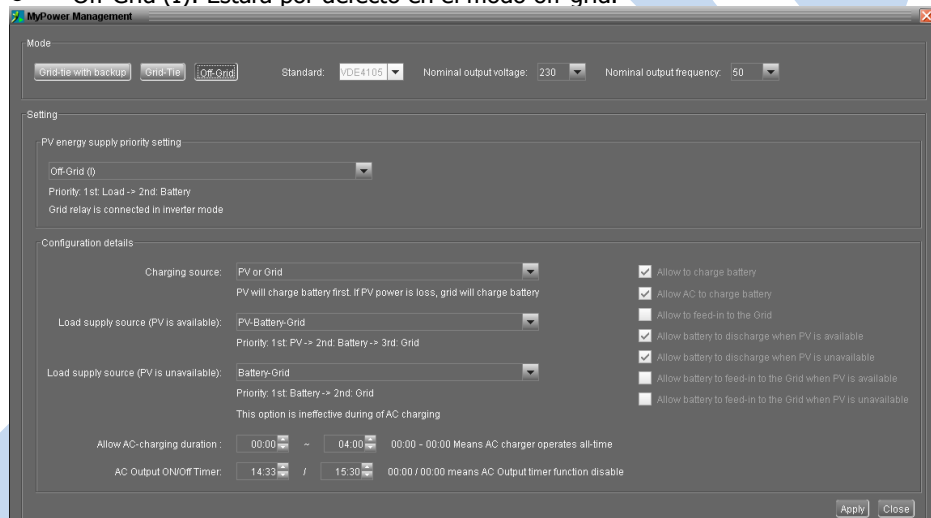 Off-Grid (I). Estará por defecto en el modo off-grid.
MyPower Management
Mode
Grid-tie with backup Grid-Tie Off-Grid Standard: VDE4105 Nominal output voltage: 230 Nominal output frequency: 50
Setting
PV energy supply priority setting
Off-Grid (I)
Priority: 1st: Load -> 2nd: Battery
Grid relay is connected in inverter mode
Configuration details
Charging source: PV or Grid
PV will charge battery first. If PV power is loss, grid will charge battery
Load supply source (PV is available): PV-Battery-Grid
Priority: 1st: PV-> 2nd: Battery-> 3rd: Grid
Load supply source (PV is unavailable): Battery-Grid
Priority: 1st: Battery -> 2nd: Grid
This option is ineffective during of AC charging
Allow AC-charging duration : 00:00 ~ 04:00 00:00 - 00:00 Means AC charger operates all-time
AC Output ON/Off Timer: 14:33 / 15:30 00:00 / 00:00 means AC Output timer function disable
Allow to charge battery
Allow AC to charge battery
Allow to feed-in to the Grid
Allow battery to discharge when PV is available
Allow battery to discharge when PV is unavailable
Allow battery to feed-in to the Grid when PV is available
Allow battery to feed-in to the Grid when PV is unavailable
Apply Close